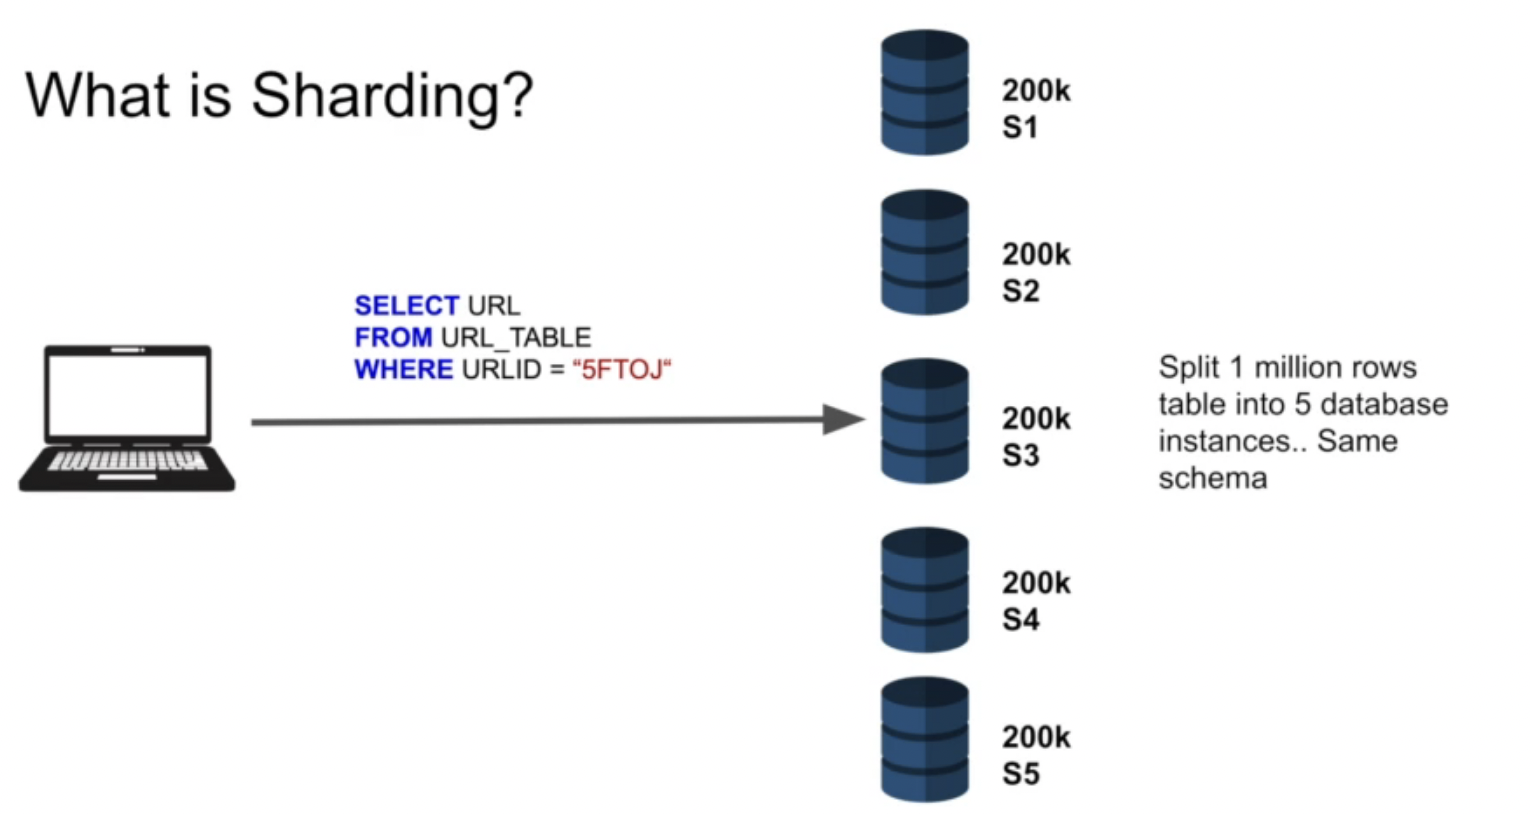 What is Sharding?
200k
S1
200k
S2
SELECT URL
FROM URL_TABLE
WHERE URLID = “5FTOJ“
200k
S3
Split 1 million rows
table into 5 database
instances.. Same
schema
200k
S4
200k
S5